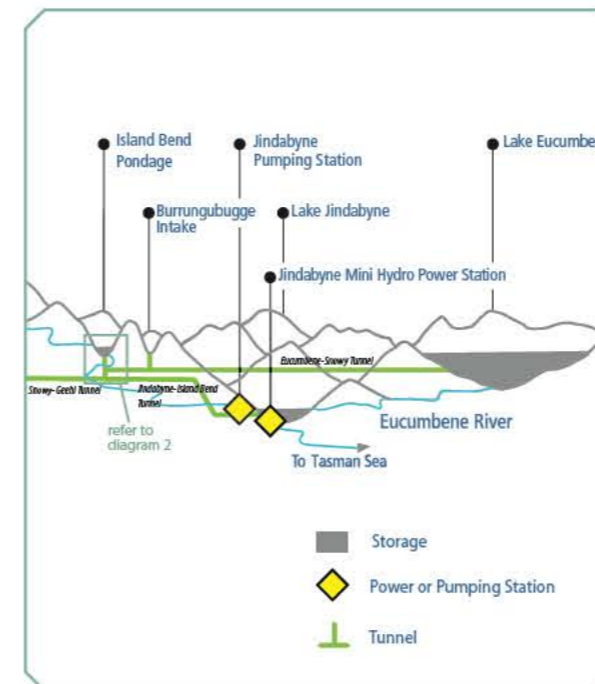 Island Bend
Pondage
Jindabyne
Pumping Station
Lake Eucumbe
Burrungubugge
Intake
Lake Jindabyne
Jindabyne Mini Hydro Power Station
Eucumbene-Snowy Tunnel
Snowy-Geehi Tunnel
Jindabyne-Island Bend
Tunnel
refer to
diagram 2
Eucumbene River
To Tasman Sea
Storage
Power or Pumping Station
Tunnel